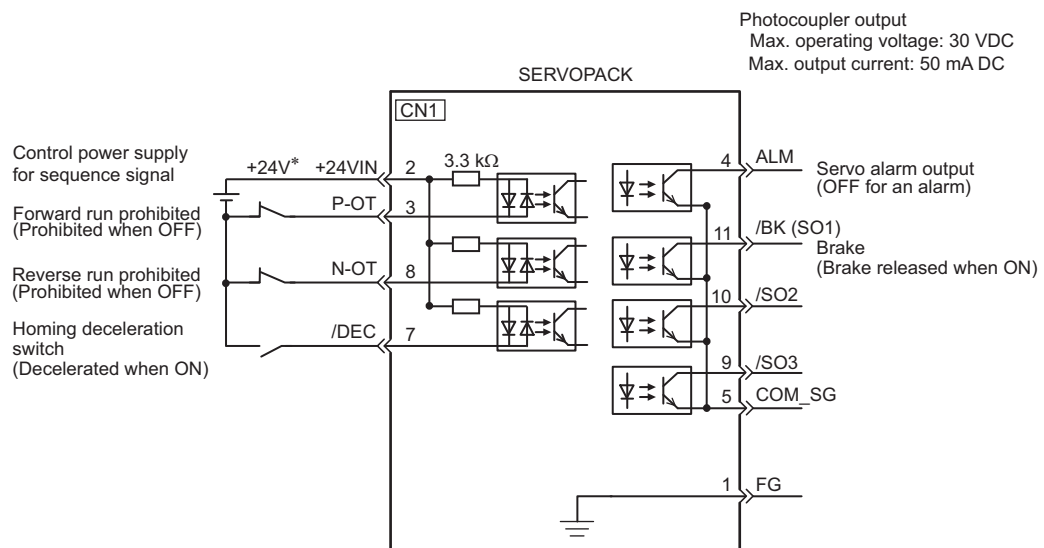 Photocoupler output
Max. operating voltage: 30 VDC
Max. output current: 50 mA DC
SERVOPACK
CN1
Control power supply
for sequence signal
+24V*
+24VIN
2
3.3 kΩ
Forward run prohibited
(Prohibited when OFF)
P-OT
3
Reverse run prohibited
(Prohibited when OFF)
N-OT
8
Homing deceleration
switch
(Decelerated when ON)
/DEC
7
4
ALM
Servo alarm output
(OFF for an alarm)
11
/BK (SO1)
Brake
(Brake released when ON)
10
/SO2
9
/SO3
5
COM_SG
1
FG